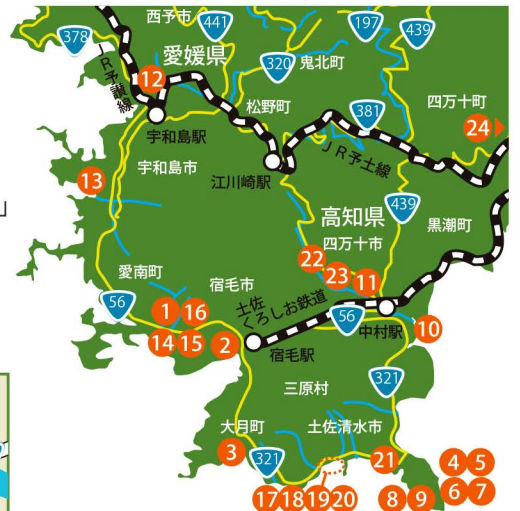 西予市
441
197
439
378
愛媛県
320
鬼北町
JR予讃線
12
松野町
381
四万十町
24
宇和島駅
JR予土線
宇和島市
江川崎駅
13
439
」
高知県
黒潮町
四万十市
愛南町
宿毛市
22
23
11
56
1
16
土佐
くろしお鉄道
56
中村駅
10
14
15
2
宿毛駅
321
三原村
大月町
土佐清水市
3
321
21
4
5
17
18
19
20
8
9
6
7